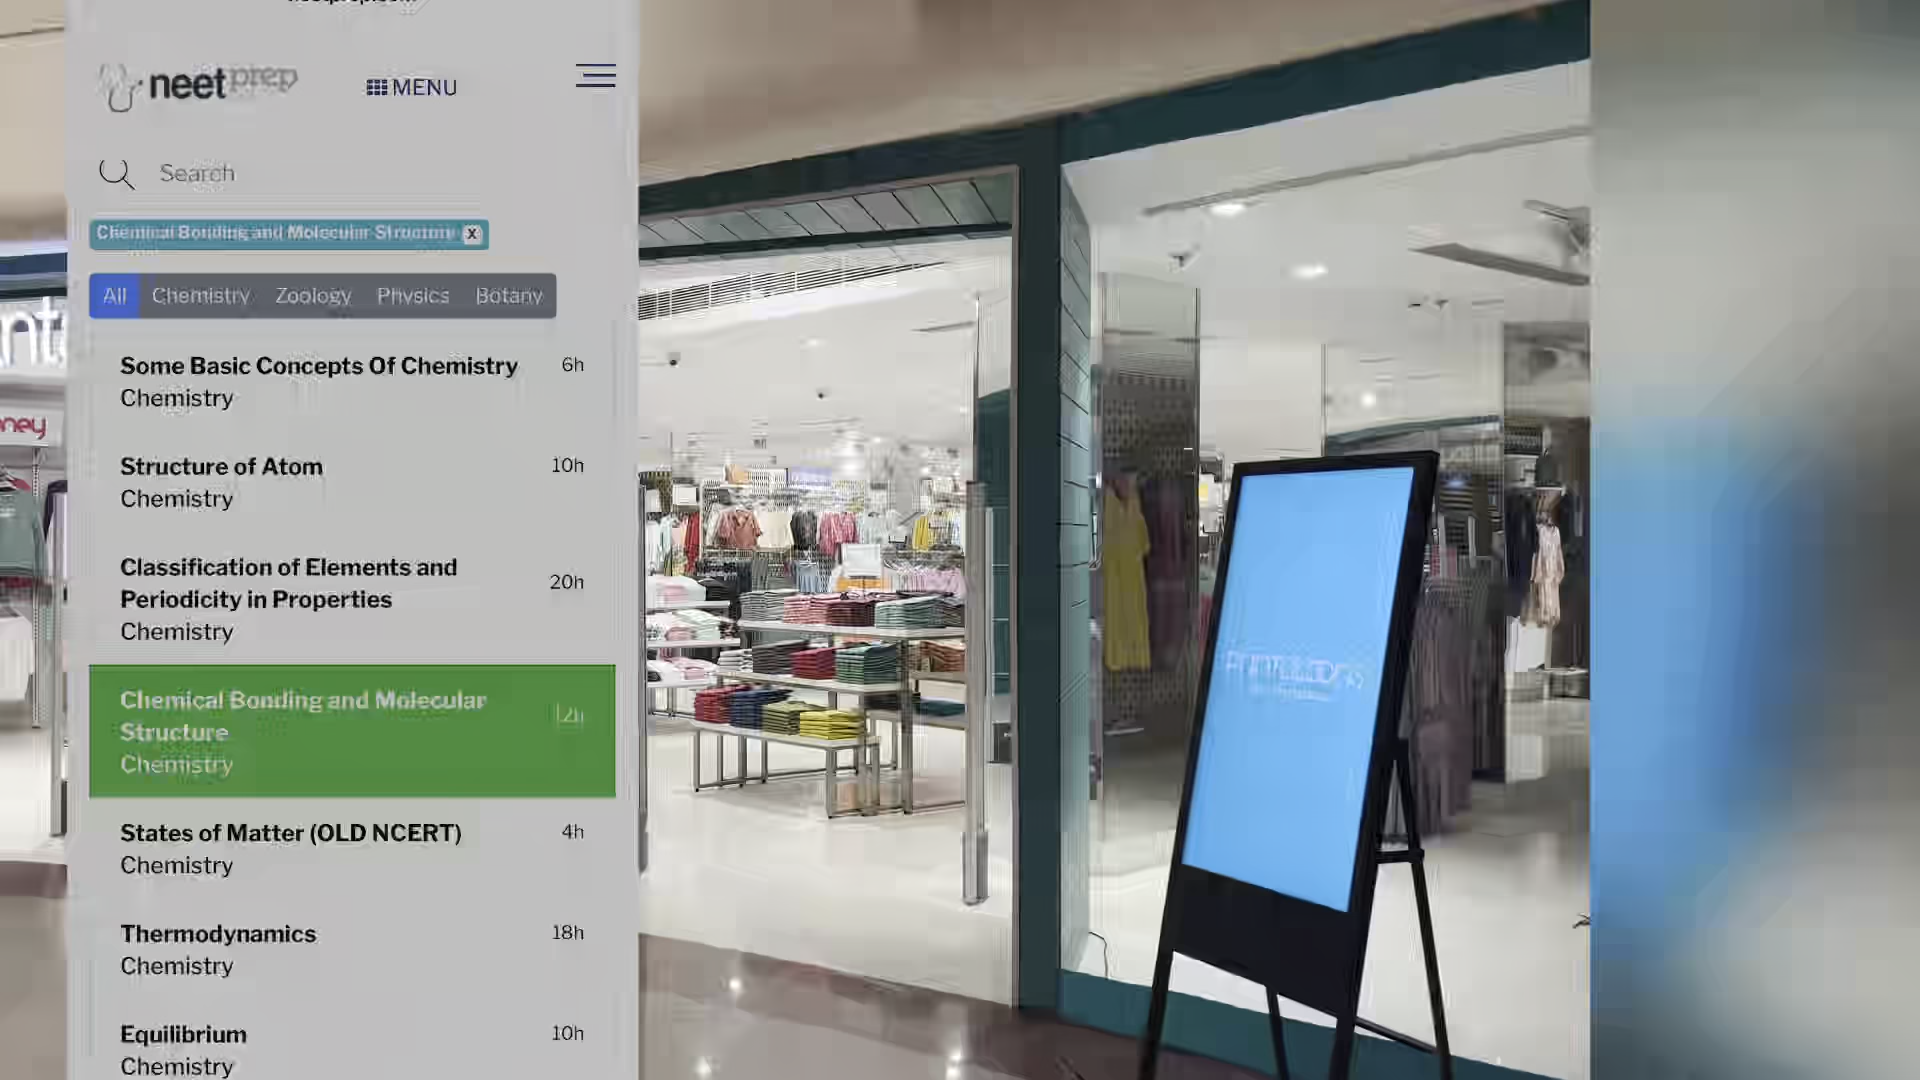 neetprep
MENU
Search
Chemical Bonding and Molecular Structure x
All Chemistry Zoology Physics Botany
Some Basic Concepts Of Chemistry 6h
Chemistry
Structure of Atom 10h
Chemistry
Classification of Elements and
Periodicity in Properties 20h
Chemistry
Chemical Bonding and Molecular
Structure 12h
Chemistry
States of Matter (OLD NCERT) 4h
Chemistry
Thermodynamics 18h
Chemistry
Equilibrium 10h
Chemistry